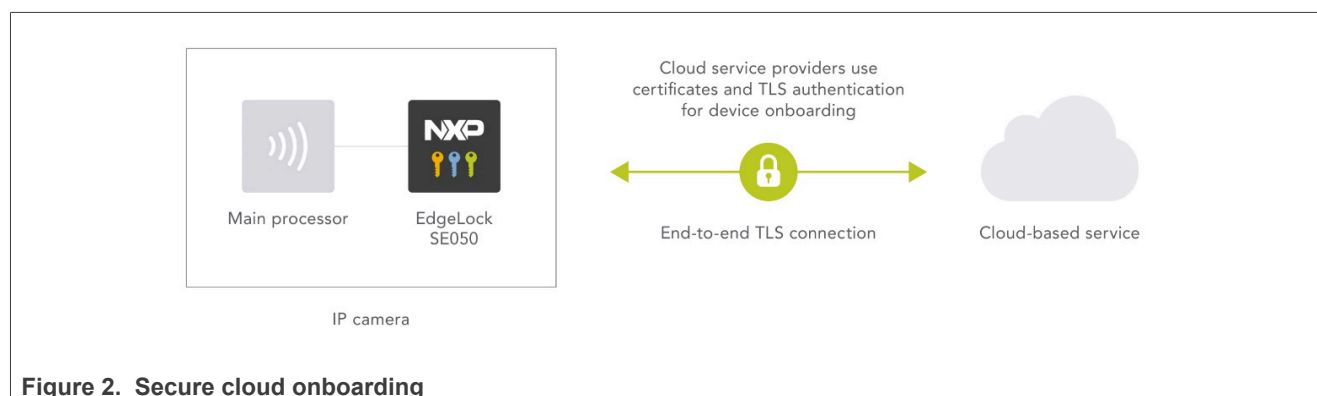 Cloud service providers use
certificates and TLS authentication
for device onboarding
NXP
Main processor
EdgeLock
SE050
End-to-end TLS connection
Cloud-based service
IP camera
Figure 2. Secure cloud onboarding